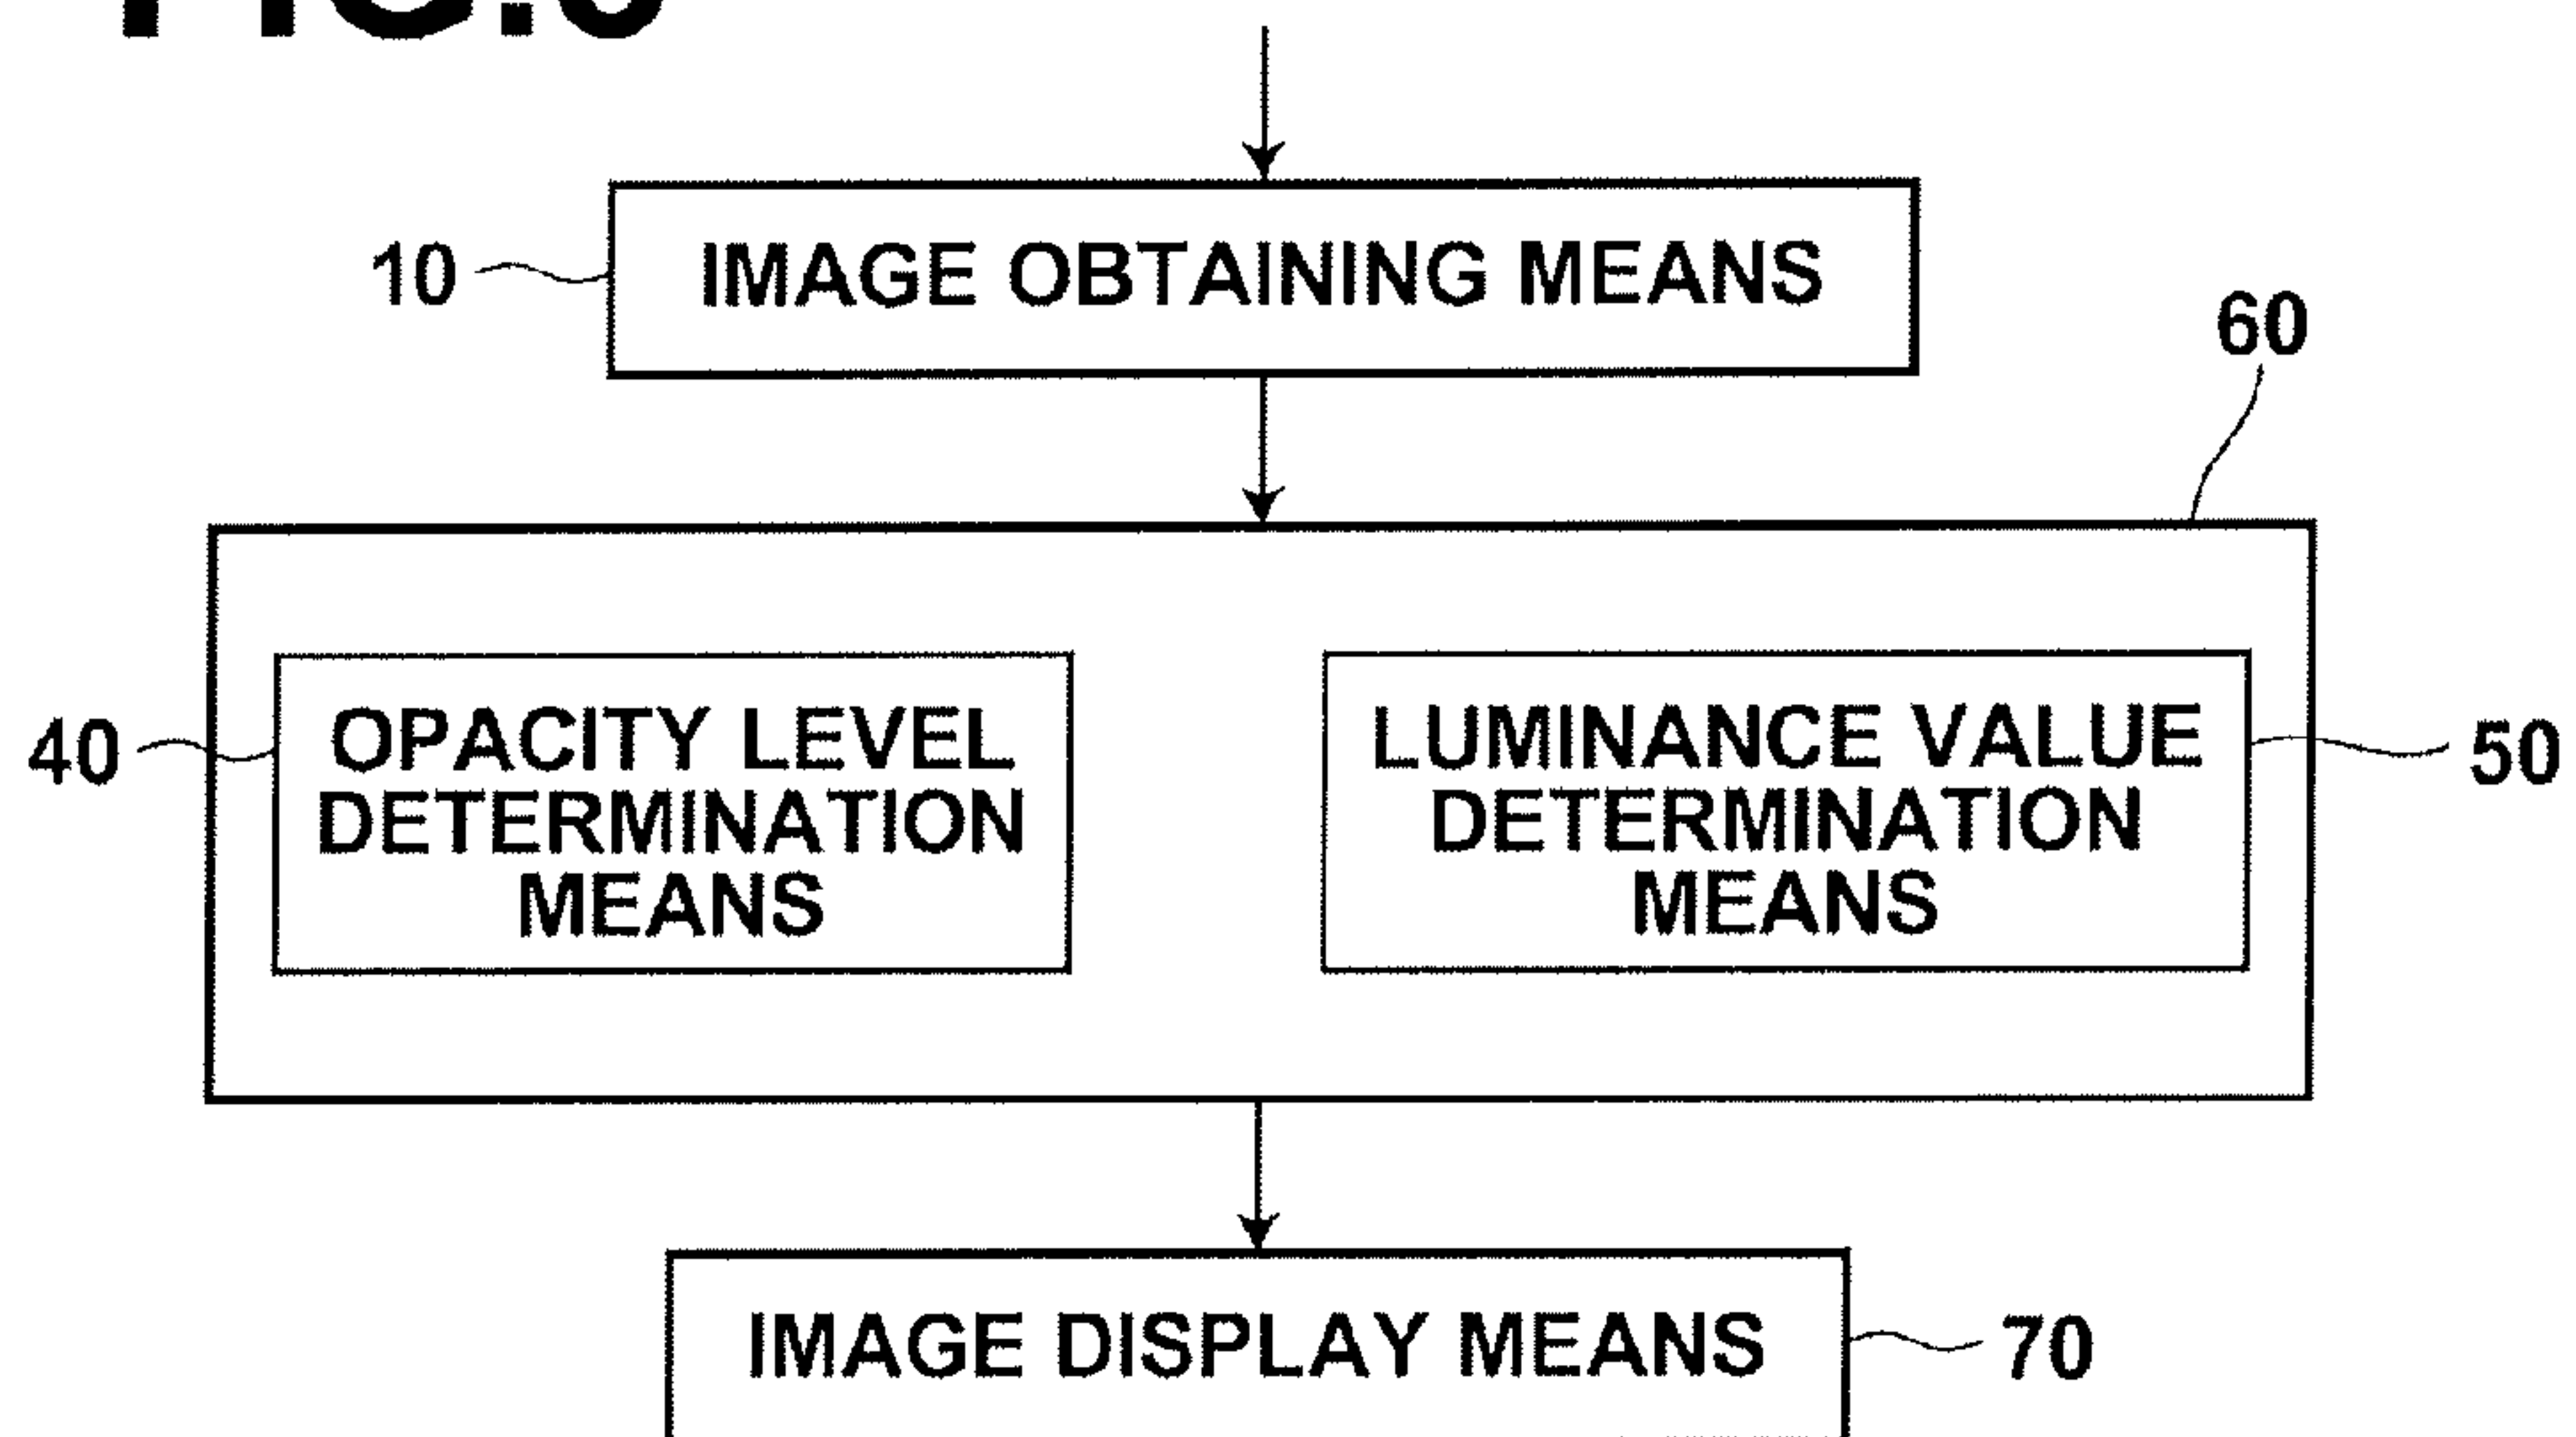 10
IMAGE OBTAINING MEANS
60
40
OPACITY LEVEL
DETERMINATION
MEANS
LUMINANCE VALUE
DETERMINATION
MEANS
50
IMAGE DISPLAY MEANS
70